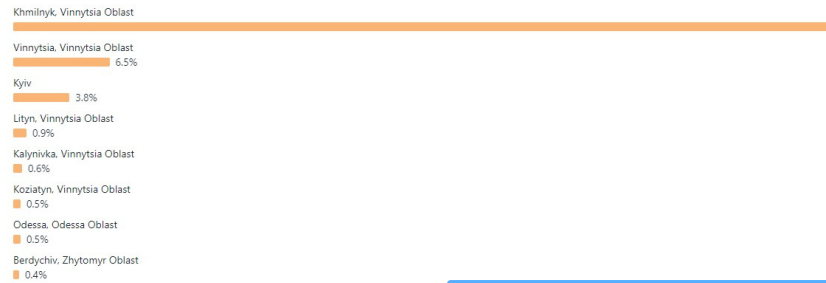 Khmilnyk, Vinnytsia Oblast
Vinnytsia, Vinnytsia Oblast
6.5%
Kyiv
3.8%
Lityn, Vinnytsia Oblast
0.9%
Kalynivka, Vinnytsia Oblast
0.6%
Koziatyn, Vinnytsia Oblast
0.5%
Odessa, Odessa Oblast
0.5%
Berdychiv, Zhytomyr Oblast
0.4%